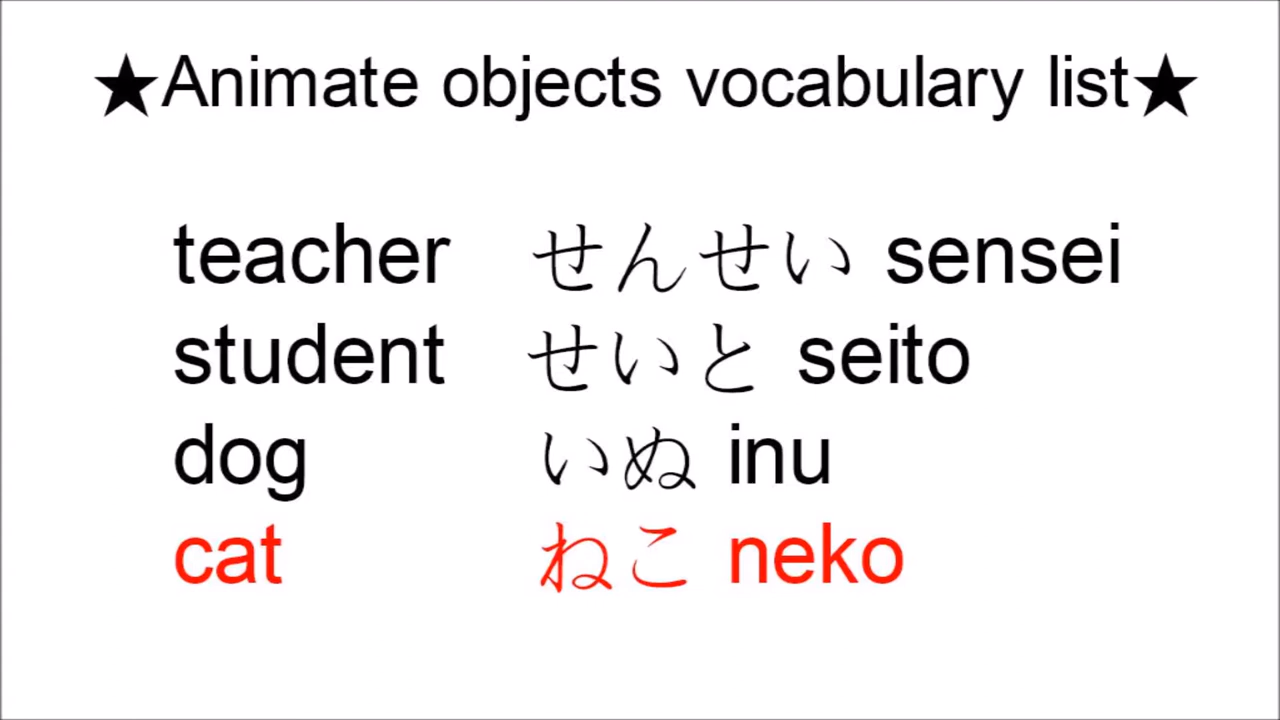 ★Animate objects vocabulary list★
teacher せんせい sensei
student せいと seito
dog いぬ inu
cat ねこ neko